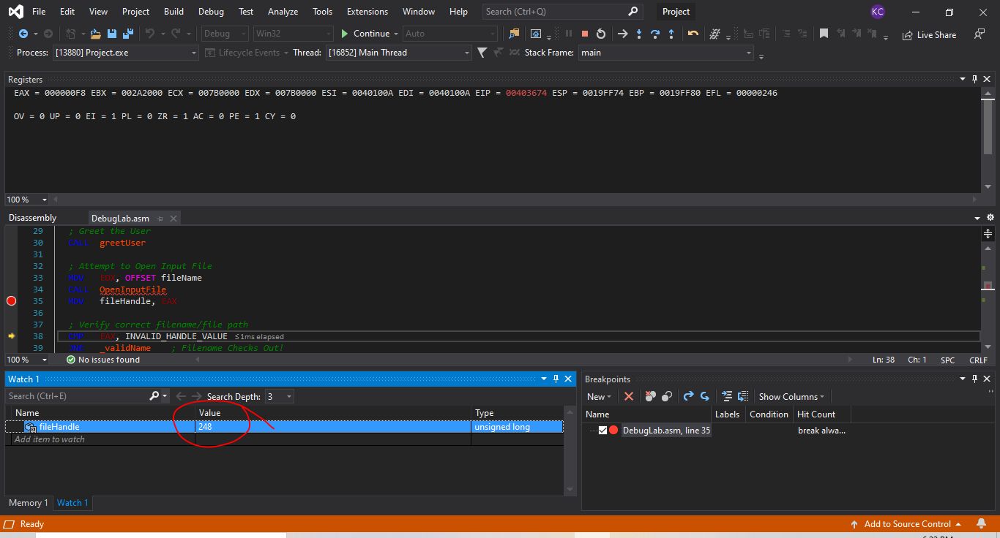 File Edit View Project Build Debug Test Analyze Tools Extensions Window Help Search (Ctrl+Q) Project KC
Debug Win32 Continue Auto Live Share
Process: [13880] Project.exe Lifecycle Events Thread: [16852] Main Thread Stack Frame: main
Registers
EAX = 000000F8 EBX = 002A2000 ECX = 007B0000 EDX = 007B0000 ESI = 0040100A EDI = 0040100A EIP = 00403674 ESP = 0019FF74 EBP = 0019FF80 EFL = 00000246
OV = 0 UP = 0 EI = 1 PL = 0 ZR = 1 AC = 0 PE = 1 CY = 0
100 %
Disassembly DebugLab.asm
29 ; Greet the User
30 CALL greetUser
31
32 ; Attempt to Open Input File
33 MOV EDX, OFFSET fileName
34 CALL OpenInputFile
35 MOV fileHandle, EAX
36
37 ; Verify correct filename/file path
38 CMP EAX, INVALID_HANDLE_VALUE ≤1ms elapsed
39 JNE _validName ; Filename Checks Out!
100 % No issues found Ln: 38 Ch: 1 SPC CRLF
Watch 1
Search (Ctrl+E) Search Depth: 3
Name Value Type
fileHandle 248 unsigned long
Add item to watch
Memory 1 Watch 1
Breakpoints
New Show Columns
Name Labels Condition Hit Count
DebugLab.asm, line 35 break alwa...
Ready Add to Source Control